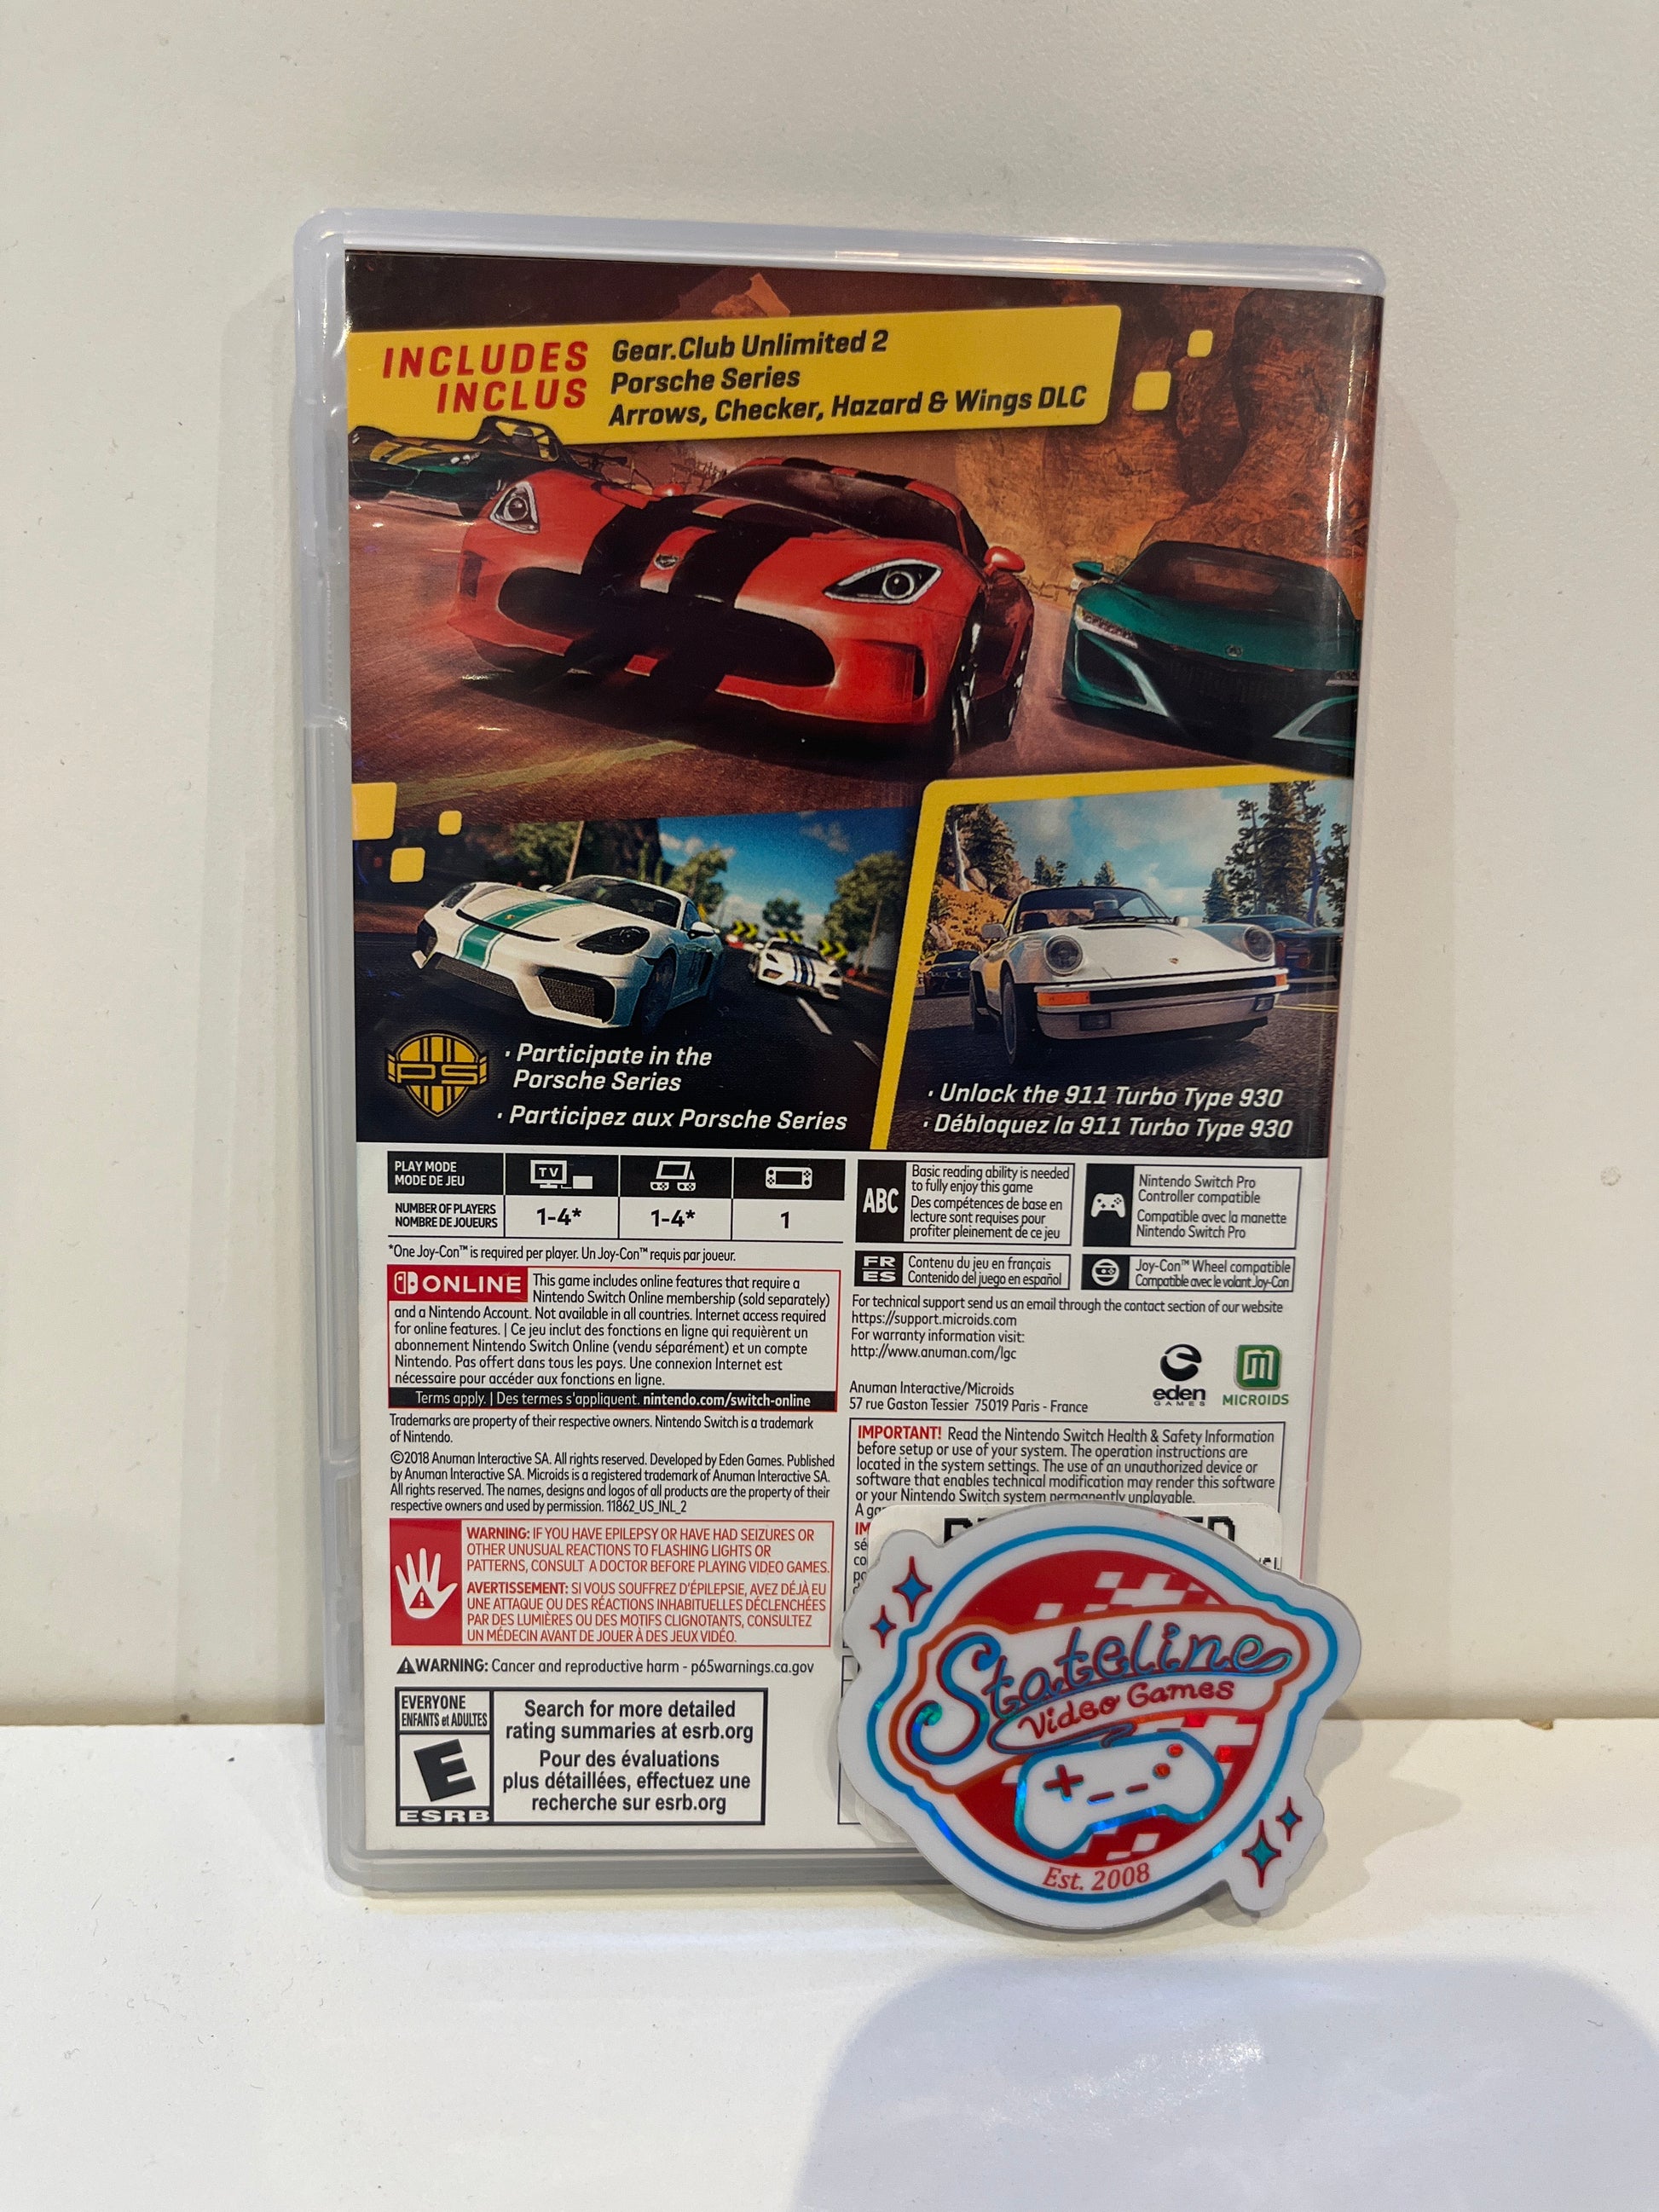 INCLUDES
INCLUS
Gear.Club Unlimited 2
Porsche Series
Arrows, Checker, Hazard & Wings DLC
PS
· Participate in the
Porsche Series
· Participez aux Porsche Series
· Unlock the 911 Turbo Type 930
· Débloquez la 911 Turbo Type 930
PLAY MODE
MODE DE JEU
TV
NUMBER OF PLAYERS
NOMBRE DE JOUEURS
1-4*
1-4*
1
*One Joy-Con™ is required per player. Un Joy-Con™ requis par joueur.
ONLINE
This game includes online features that require a
Nintendo Switch Online membership (sold separately)
and a Nintendo Account. Not available in all countries. Internet access required
for online features. | Ce jeu inclut des fonctions en ligne qui requièrent un
abonnement Nintendo Switch Online (vendu séparément) et un compte
Nintendo. Pas offert dans tous les pays. Une connexion Internet est
nécessaire pour accéder aux fonctions en ligne.
Terms apply. | Des termes s'appliquent. nintendo.com/switch-online
Trademarks are property of their respective owners. Nintendo Switch is a trademark
of Nintendo.
©2018 Anuman Interactive SA. All rights reserved. Developed by Eden Games. Published
by Anuman Interactive SA. Microids is a registered trademark of Anuman Interactive SA.
All rights reserved. The names, designs and logos of all products are the property of their
respective owners and used by permission. 11862_US_INL_2
WARNING: IF YOU HAVE EPILEPSY OR HAVE HAD SEIZURES OR
OTHER UNUSUAL REACTIONS TO FLASHING LIGHTS OR
PATTERNS, CONSULT A DOCTOR BEFORE PLAYING VIDEO GAMES.
AVERTISSEMENT: SI VOUS SOUFFREZ D'ÉPILEPSIE, AVEZ DÉJÀ EU
UNE ATTAQUE OU DES RÉACTIONS INHABITUELLES DÉCLENCHÉES
PAR DES LUMIÈRES OU DES MOTIFS CLIGNOTANTS, CONSULTEZ
UN MÉDECIN AVANT DE JOUER À DES JEUX VIDÉO.
WARNING: Cancer and reproductive harm - p65warnings.ca.gov
EVERYONE
ENFANTS et ADULTES
E
ESRB
Search for more detailed
rating summaries at esrb.org
Pour des évaluations
plus détaillées, effectuez une
recherche sur esrb.org
ABC
Basic reading ability is needed
to fully enjoy this game
Des compétences de base en
lecture sont requises pour
profiter pleinement de ce jeu
Nintendo Switch Pro
Controller compatible
Compatible avec la manette
Nintendo Switch Pro
FR
ES
Contenu du jeu en français
Contenido del juego en español
Joy-Con™ Wheel compatible
Compatible avec le volant Joy-Con
For technical support send us an email through the contact section of our website
https://support.microids.com
For warranty information visit:
http://www.anuman.com/lgc
Anuman Interactive/Microids
57 rue Gaston Tessier 75019 Paris - France
eden
GAMES
MICROIDS
IMPORTANT! Read the Nintendo Switch Health & Safety Information
before setup or use of your system. The operation instructions are
located in the system settings. The use of an unauthorized device or
software that enables technical modification may render this software
or your Nintendo Switch system permanently unplayable.
Stateline
Video Games
Est. 2008